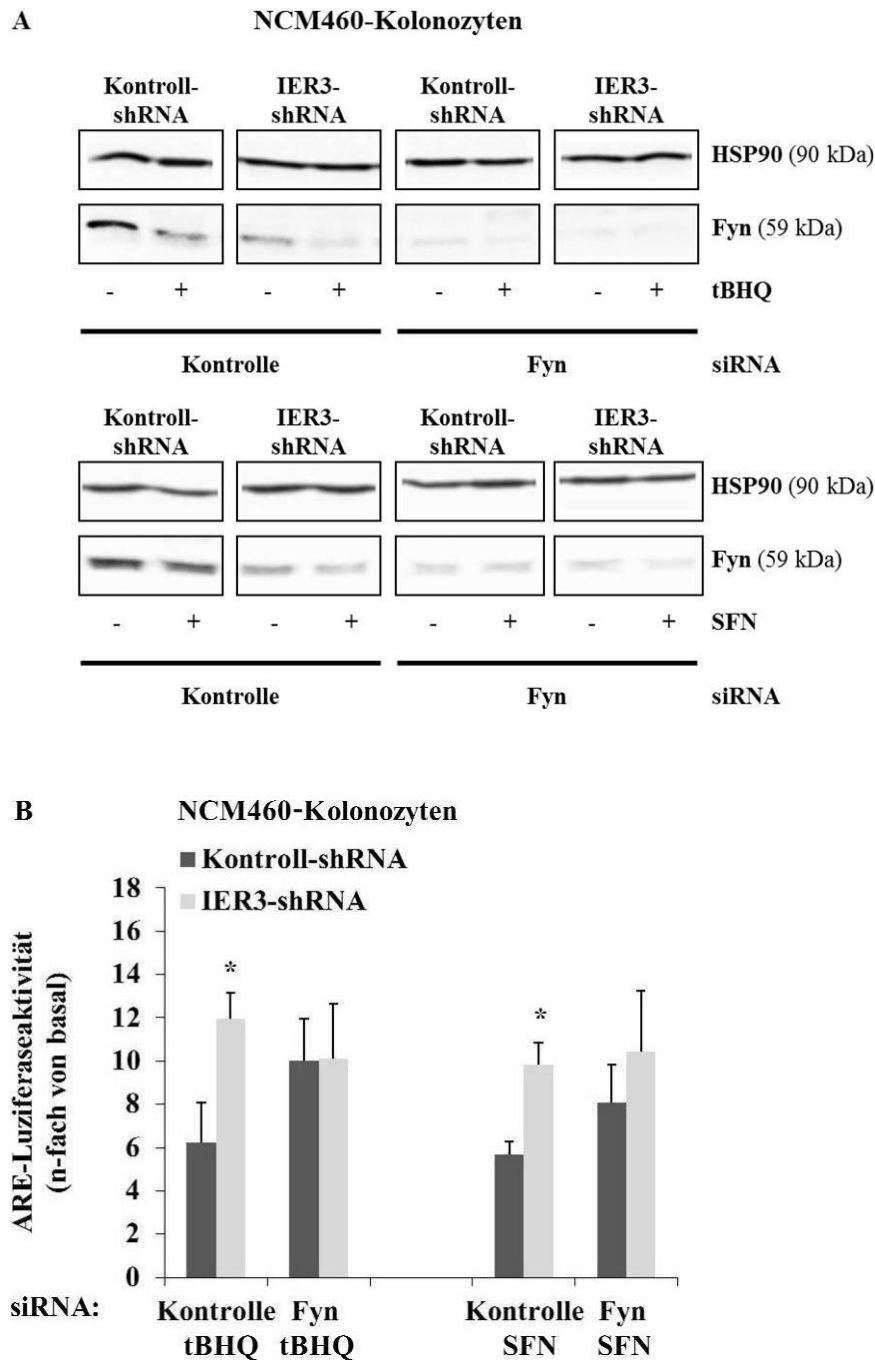 A NCM460-Kolonozyten
Kontroll- IER3- Kontroll- IER3-
shRNA shRNA shRNA shRNA
HSP90 (90 kDa)
Fyn (59 kDa)
- + - + - + - + tBHQ
Kontrolle Fyn siRNA
Kontroll- IER3- Kontroll- IER3-
shRNA shRNA shRNA shRNA
HSP90 (90 kDa)
Fyn (59 kDa)
- + - + - + - + SFN
Kontrolle Fyn siRNA
B NCM460-Kolonozyten
Kontroll-shRNA
IER3-shRNA
ARE-Luziferaseaktivität
(n-fach von basal)
18
16
14
12
10
8
6
4
2
0
* *
siRNA: Kontrolle Fyn Kontrolle Fyn
tBHQ tBHQ SFN SFN